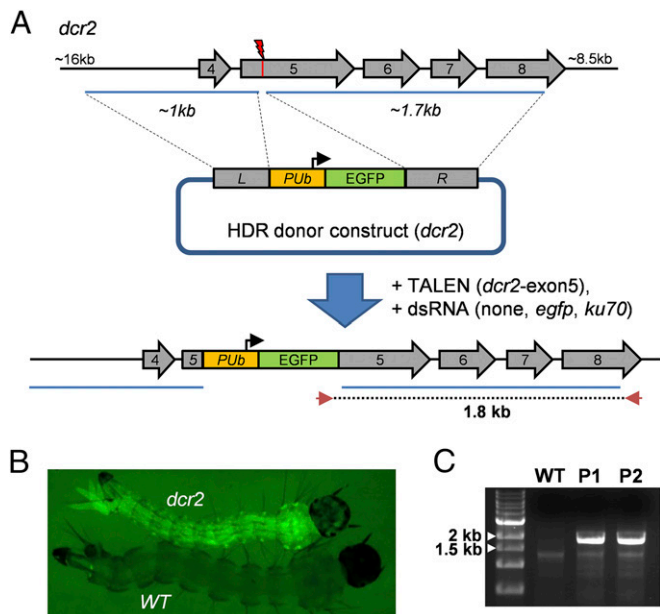 A
dcr2
~16kb
4
5
6
7
8
~8.5kb
~1kb
~1.7kb
L
PUb
EGFP
R
HDR donor construct (dcr2)
+ TALEN (dcr2-exon5),
+ dsRNA (none, egfp, ku70)
4
5
PUb
EGFP
5
6
7
8
1.8 kb
B
dcr2
WT
C
WT P1 P2
2 kb
1.5 kb